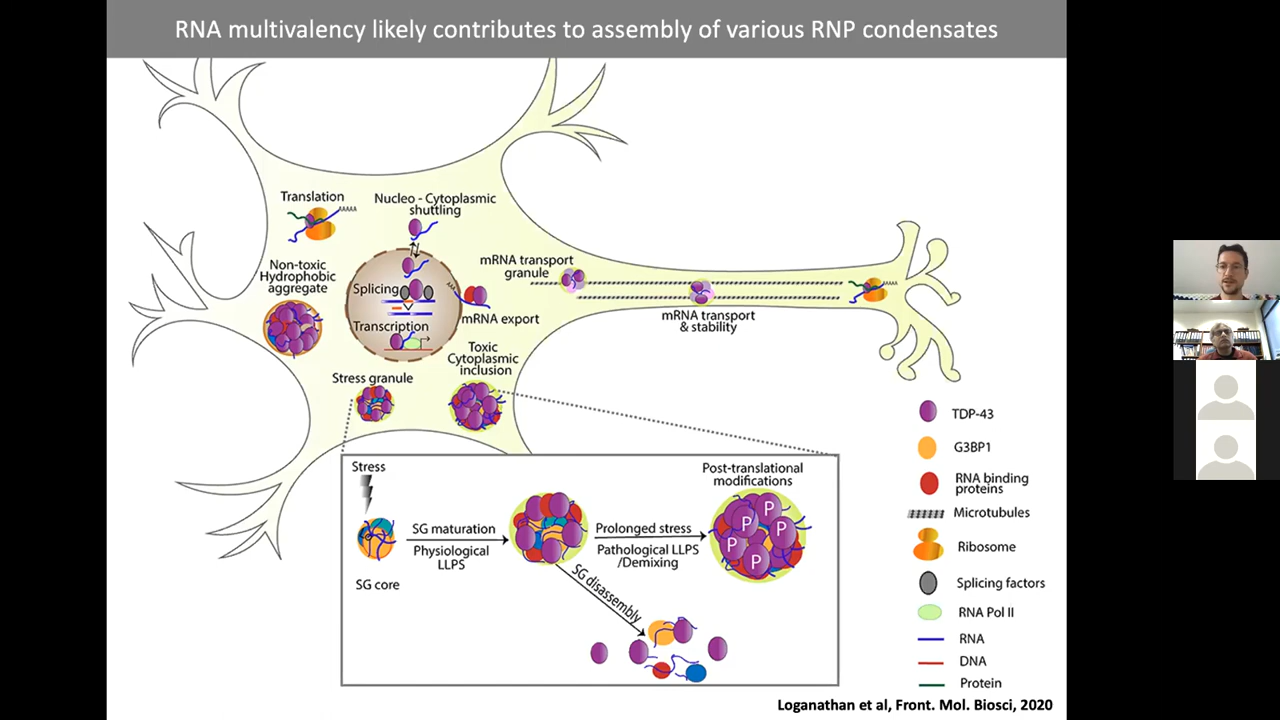 RNA multivalency likely contributes to assembly of various RNP condensates
Translation
AAAAA
Nucleo - Cytoplasmic
shuttling
Non-toxic
Hydrophobic
aggregate
Splicing
Transcription
AAA
mRNA export
mRNA transport
granule
mRNA transport
& stability
AAAAA
Stress granule
Toxic
Cytoplasmic
inclusion
Stress
SG core
SG maturation
Physiological
LLPS
Prolonged stress
Pathological LLPS
/Demixing
SG disassembly
Post-translational
modifications
P
P
P
P
P
TDP-43
G3BP1
RNA binding
proteins
Microtubules
Ribosome
Splicing factors
RNA Pol II
RNA
DNA
Protein
Loganathan et al, Front. Mol. Biosci, 2020